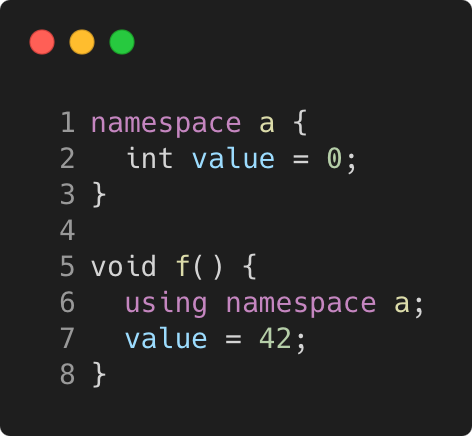 1 namespace a {
2   int value = 0;
3 }
4
5 void f() {
6   using namespace a;
7   value = 42;
8 }